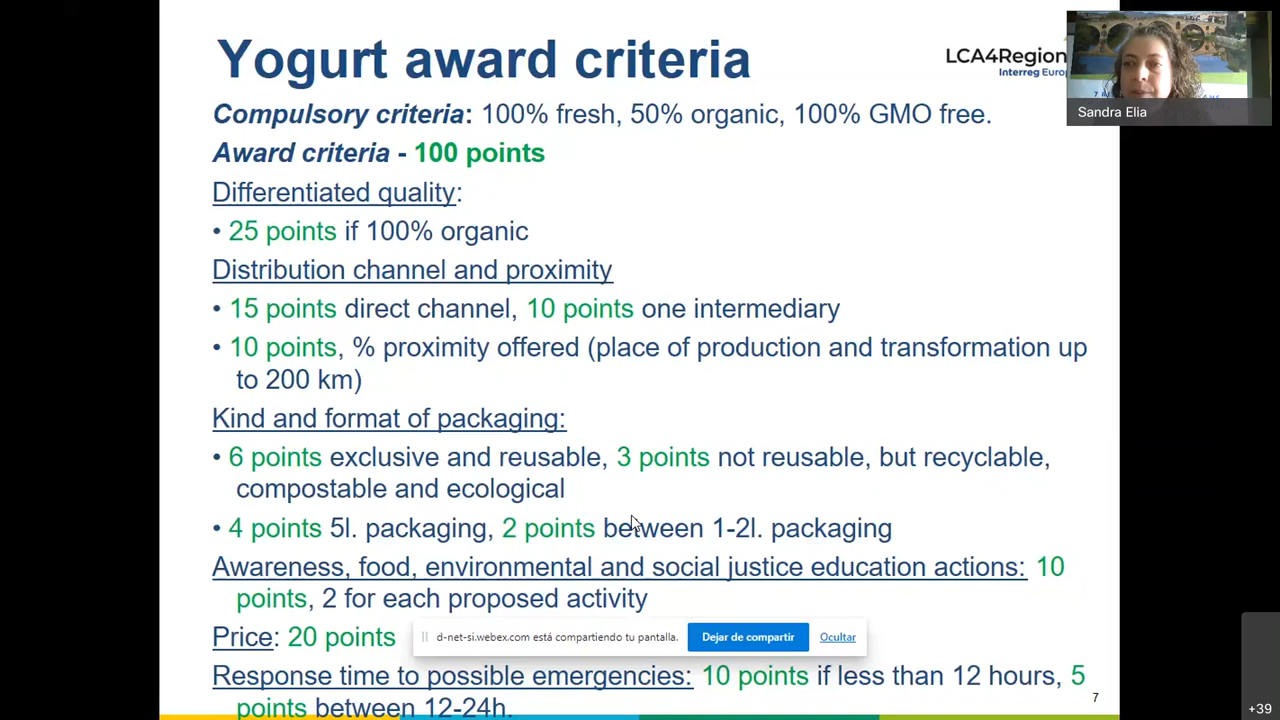 Yogurt award criteria
LCA4Region
Interreg Europ
Sandra Elia
Compulsory criteria: 100% fresh, 50% organic, 100% GMO free.
Award criteria - 100 points
Differentiated quality:
• 25 points if 100% organic
Distribution channel and proximity
• 15 points direct channel, 10 points one intermediary
• 10 points, % proximity offered (place of production and transformation up
to 200 km)
Kind and format of packaging:
• 6 points exclusive and reusable, 3 points not reusable, but recyclable,
compostable and ecological
• 4 points 5l. packaging, 2 points between 1-2l. packaging
Awareness, food, environmental and social justice education actions: 10
points, 2 for each proposed activity
Price: 20 points
d-net-si.webex.com está compartiendo tu pantalla. Dejar de compartir Ocultar
Response time to possible emergencies: 10 points if less than 12 hours, 5
points between 12-24h.
7
+39